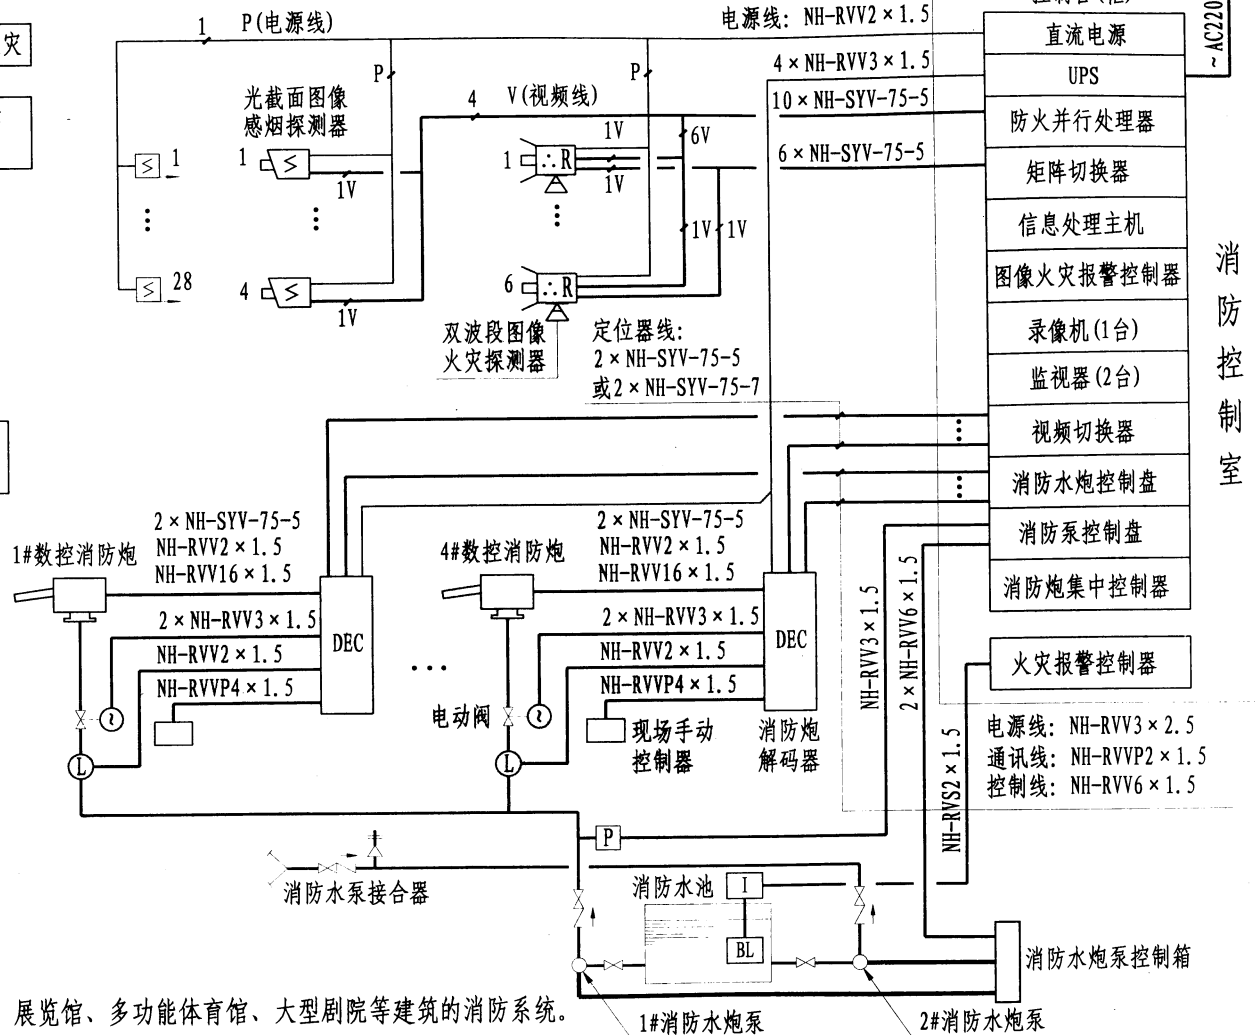 灾
1
P(电源线)
电源线: NH-RVV2×1.5
4×NH-RVV3×1.5
10×NH-SYV-75-5
6×NH-SYV-75-5
~AC220
P
P
光截面图像
感烟探测器
4
V(视频线)
1
1
1V
1
R
1V
1V
6V
1V
1V
28
4
1V
6
R
双波段图像
火灾探测器
定位器线:
2×NH-SYV-75-5
或2×NH-SYV-75-7
直流电源
UPS
防火并行处理器
矩阵切换器
信息处理主机
图像火灾报警控制器
录像机(1台)
监视器(2台)
视频切换器
消防水炮控制盘
消防泵控制盘
消防炮集中控制器
火灾报警控制器
消防控制室
1#数控消防炮
2×NH-SYV-75-5
NH-RVV2×1.5
NH-RVV16×1.5
2×NH-RVV3×1.5
NH-RVV2×1.5
NH-RVVP4×1.5
DEC
~
L
4#数控消防炮
2×NH-SYV-75-5
NH-RVV2×1.5
NH-RVV16×1.5
2×NH-RVV3×1.5
NH-RVV2×1.5
NH-RVVP4×1.5
DEC
电动阀
~
L
现场手动
控制器
消防炮
解码器
NH-RVV3×1.5
2×NH-RVV6×1.5
NH-RVS2×1.5
电源线: NH-RVV3×2.5
通讯线: NH-RVVP2×1.5
控制线: NH-RVV6×1.5
P
消防水泵接合器
消防水池
I
BL
消防水炮泵控制箱
1#消防水炮泵
2#消防水炮泵
展览馆、多功能体育馆、大型剧院等建筑的消防系统。